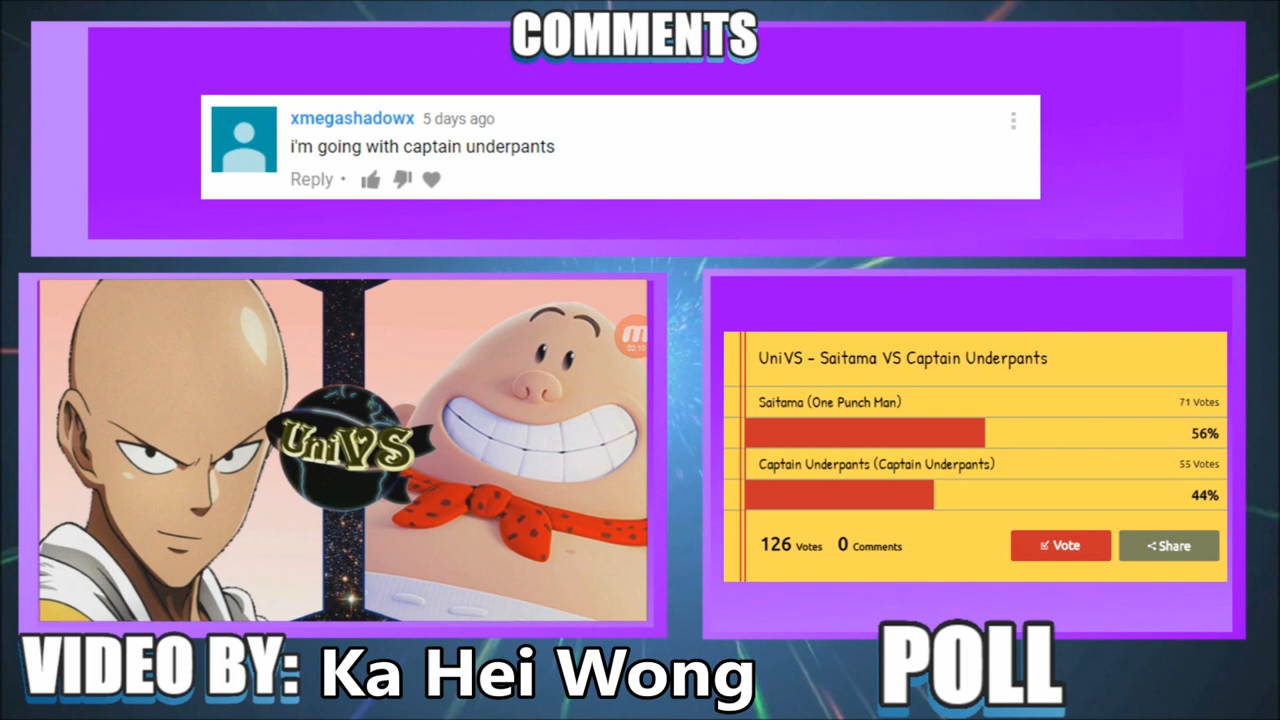 COMMENTS
xmegashadowx 5 days ago
i'm going with captain underpants
Reply •
UniVS
02:10
UniVS - Saitama VS Captain Underpants
Saitama (One Punch Man) 71 Votes
56%
Captain Underpants (Captain Underpants) 55 Votes
44%
126 Votes 0 Comments
Vote Share
VIDEO BY: Ka Hei Wong
POLL